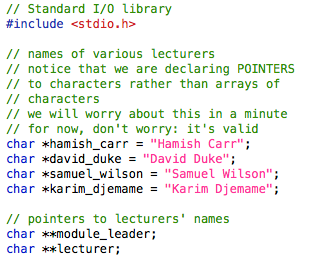 // Standard I/O library
#include <stdio.h>
// names of various lecturers
// notice that we are declaring POINTERS
// to characters rather than arrays of
// characters
// we will worry about this in a minute
// for now, don't worry: it's valid
char *hamish_carr = "Hamish Carr";
char *david_duke = "David Duke";
char *samuel_wilson = "Samuel Wilson";
char *karim_djemame = "Karim Djemame";
// pointers to lecturers' names
char **module_leader;
char **lecturer;